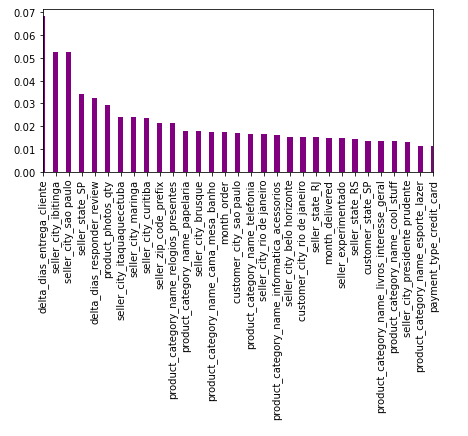 0.07
0.06
0.05
0.04
0.03
0.02
0.01
0.00
delta_dias_entrega_cliente
seller_city_ibitinga
seller_city_sao paulo
seller_state_SP
delta_dias_responder_review
product_photos_qty
seller_city_itaquaquecetuba
seller_city_maringa
seller_city_curitiba
seller_zip_code_prefix
product_category_name_relogios_presentes
product_category_name_papelaria
seller_city_brusque
product_category_name_cama_mesa_banho
month_order
customer_city_sao paulo
product_category_name_telefonia
seller_city_rio de janeiro
product_category_name_informatica_acessorios
seller_city_belo horizonte
customer_city_rio de janeiro
seller_state_RJ
month_delivered
seller_experimentado
seller_state_RS
customer_state_SP
product_category_name_livros_interesse_geral
product_category_name_cool_stuff
seller_city_presidente prudente
product_category_name_esporte_lazer
payment_type_credit_card